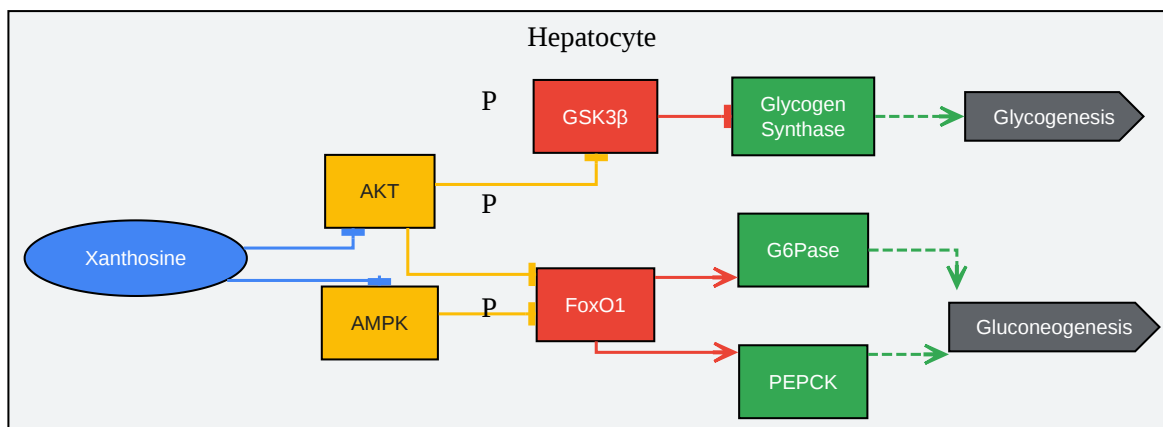 Hepatocyte
P
GSK3β
Glycogen
Synthase
Glycogenesis
AKT
P
Xanthosine
G6Pase
AMPK
P
FoxO1
Gluconeogenesis
PEPCK